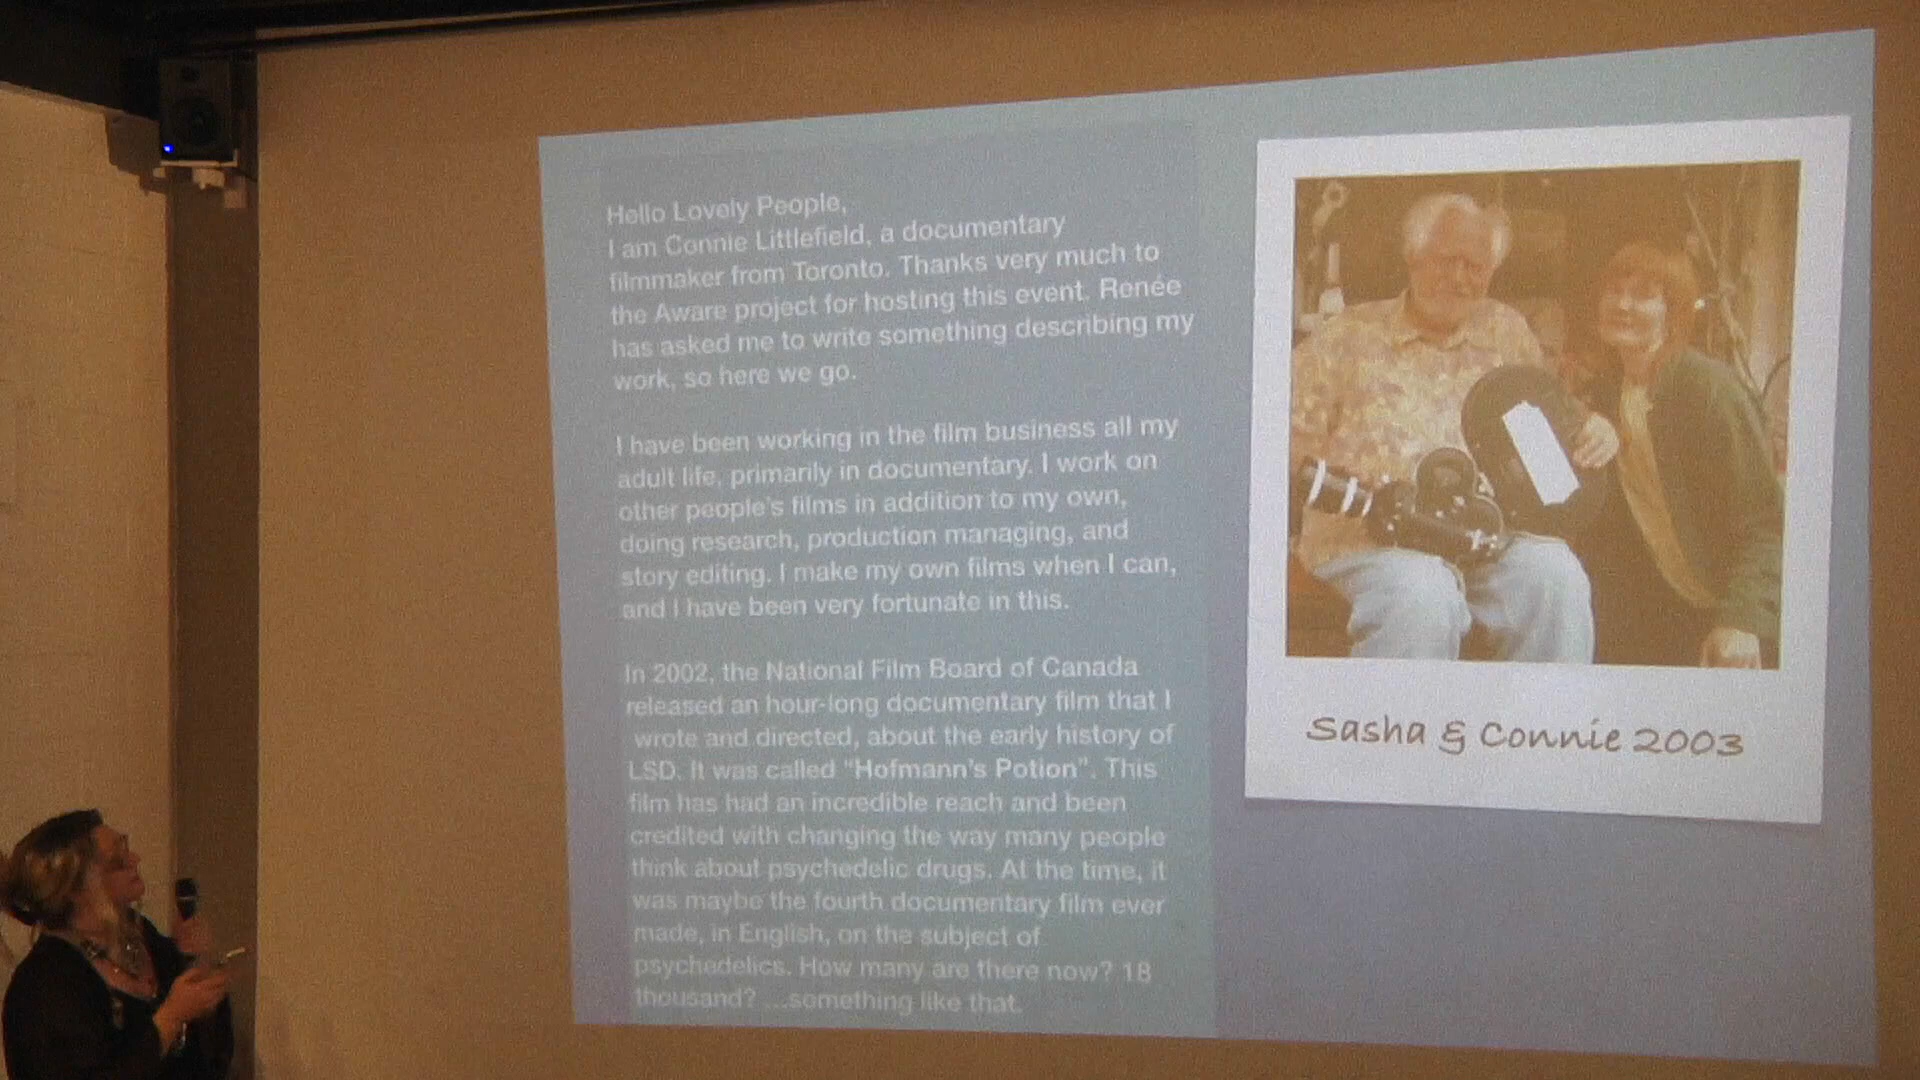 Hello Lovely People,
I am Connie Littlefield, a documentary
filmmaker from Toronto. Thanks very much to
the Aware project for hosting this event. Renée
has asked me to write something describing my
work, so here we go.
I have been working in the film business all my
adult life, primarily in documentary. I work on
other people's films in addition to my own,
doing research, production managing, and
story editing. I make my own films when I can,
and I have been very fortunate in this.
In 2002, the National Film Board of Canada
released an hour-long documentary film that I
wrote and directed, about the early history of
LSD. It was called "Hofmann's Potion". This
film has had an incredible reach and been
credited with changing the way many people
think about psychedelic drugs. At the time, it
was maybe the fourth documentary film ever
made, in English, on the subject of
psychedelics. How many are there now? 18
thousand? ...something like that.
Sasha & Connie 2003